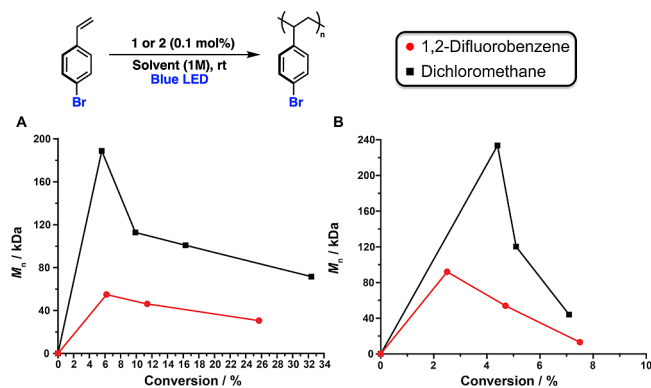 1 or 2 (0.1 mol%)
Solvent (1M), rt
Blue LED
Br
n
Br
1,2-Difluorobenzene
Dichloromethane
A
200
160
120
80
40
0
Mn / kDa
0 2 4 6 8 10 12 14 16 18 20 22 24 26 28 30 32 34
Conversion / %
B
240
200
160
120
80
40
0
Mn / kDa
0 2 4 6 8 10
Conversion / %